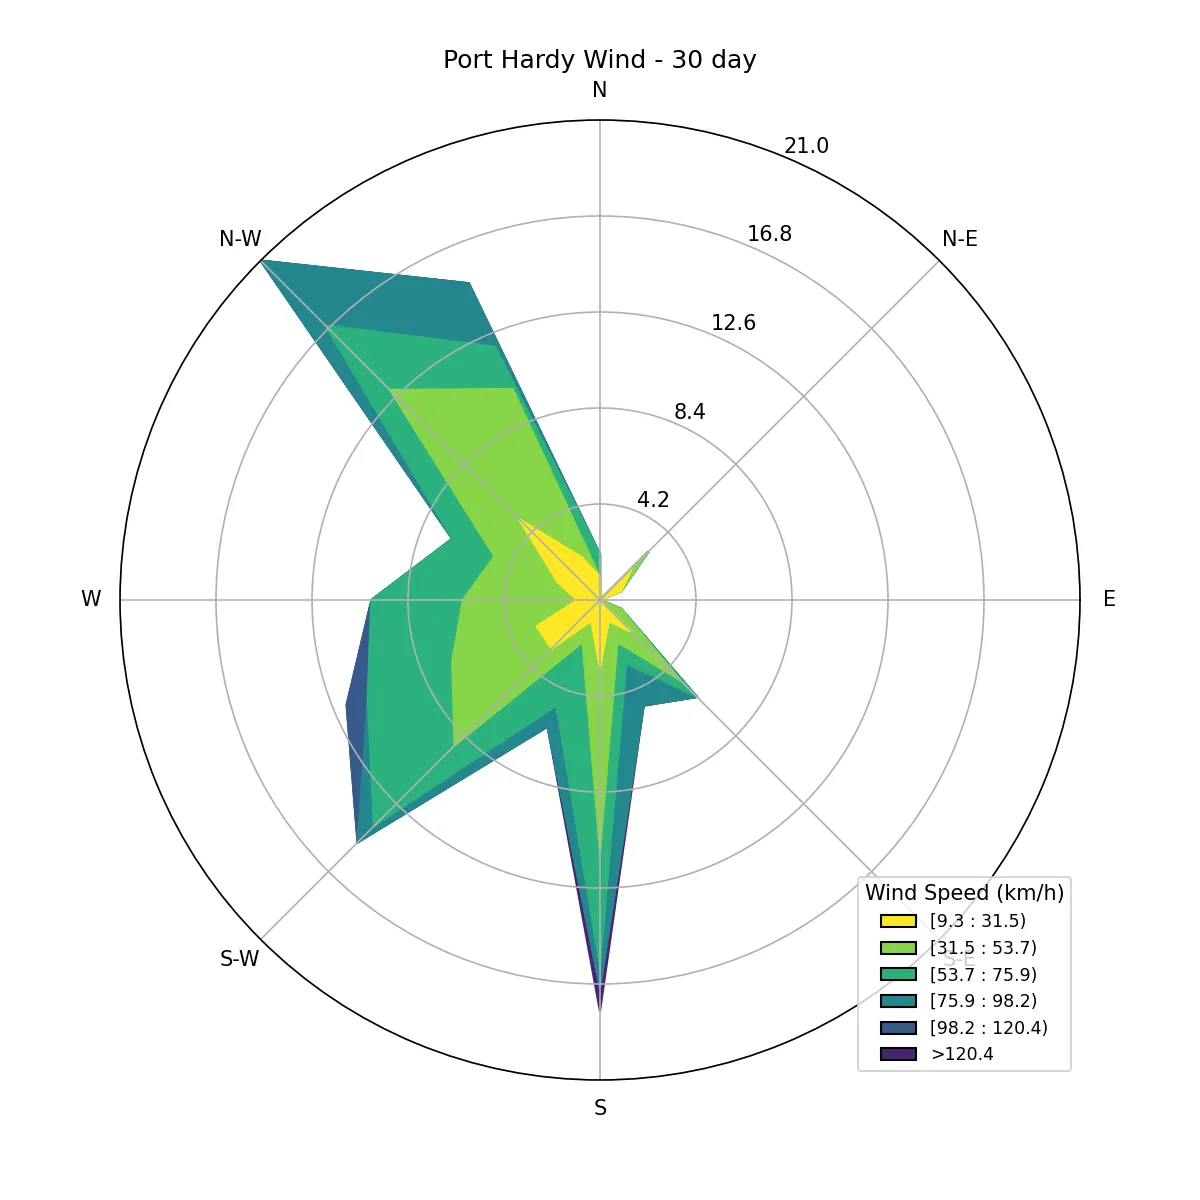 Port Hardy Wind - 30 day
N
21.0
16.8
N-W
N-E
12.6
8.4
4.2
W
E
Wind Speed (km/h)
[9.3 : 31.5)
[31.5 : 53.7)
S-W
S-E
[53.7 : 75.9)
[75.9 : 98.2)
[98.2 : 120.4)
>120.4
S